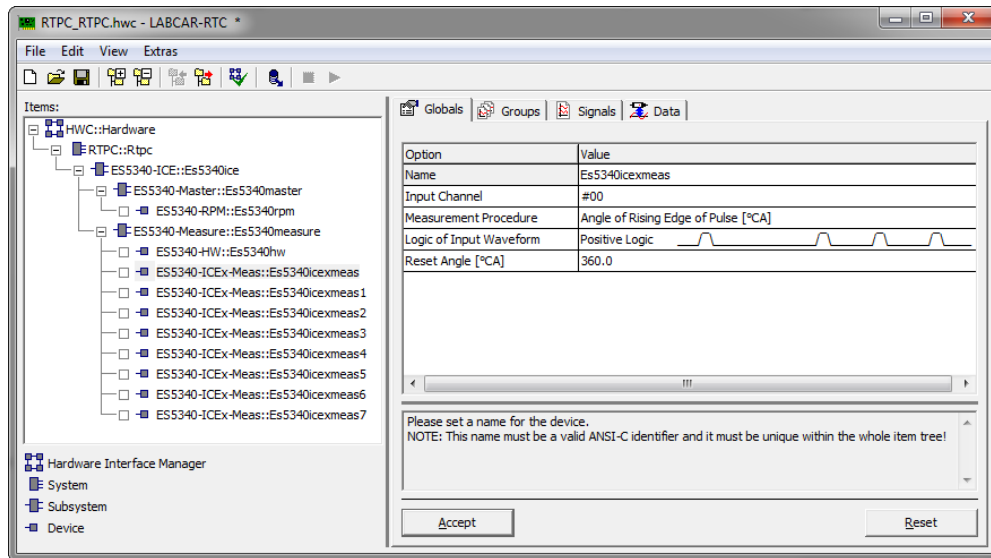 RTPC_RTPC.hwc - LABCAR-RTC *
File Edit View Extras
Items:
HWC::Hardware
RTPC::Rtpc
ES5340-ICE::Es5340ice
ES5340-Master::Es5340master
ES5340-RPM::Es5340rpm
ES5340-Measure::Es5340measure
ES5340-HW::Es5340hw
ES5340-ICEx-Meas::Es5340icexmeas
ES5340-ICEx-Meas::Es5340icexmeas1
ES5340-ICEx-Meas::Es5340icexmeas2
ES5340-ICEx-Meas::Es5340icexmeas3
ES5340-ICEx-Meas::Es5340icexmeas4
ES5340-ICEx-Meas::Es5340icexmeas5
ES5340-ICEx-Meas::Es5340icexmeas6
ES5340-ICEx-Meas::Es5340icexmeas7
Hardware Interface Manager
System
Subsystem
Device
Globals Groups Signals Data
Option Value
Name Es5340icexmeas
Input Channel #00
Measurement Procedure Angle of Rising Edge of Pulse [°CA]
Logic of Input Waveform Positive Logic
Reset Angle [°CA] 360.0
Please set a name for the device.
NOTE: This name must be a valid ANSI-C identifier and it must be unique within the whole item tree!
Accept Reset